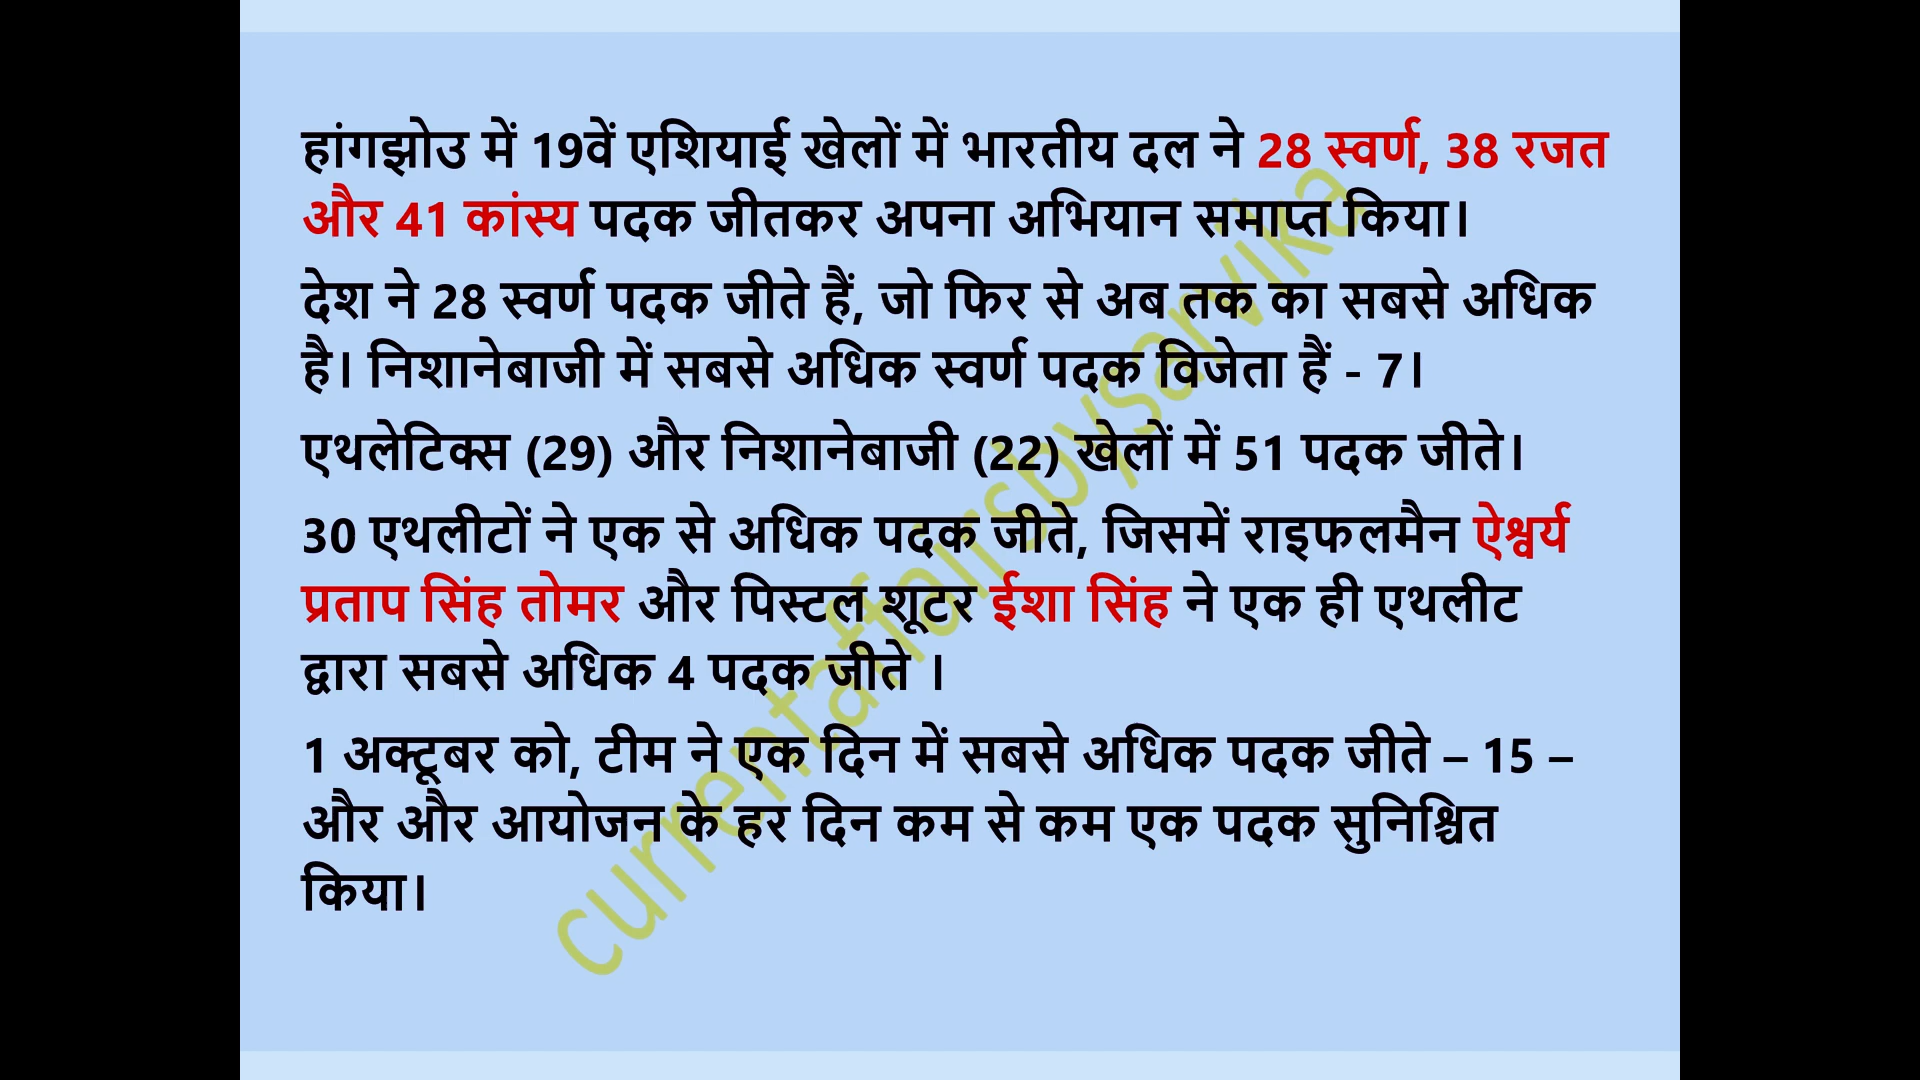 हांगझोउ में 19वें एशियाई खेलों में भारतीय दल ने 28 स्वर्ण, 38 रजत
और 41 कांस्य पदक जीतकर अपना अभियान समाप्त किया।
देश ने 28 स्वर्ण पदक जीते हैं, जो फिर से अब तक का सबसे अधिक
है। निशानेबाजी में सबसे अधिक स्वर्ण पदक विजेता हैं - 7।
एथलेटिक्स (29) और निशानेबाजी (22) खेलों में 51 पदक जीते।
30 एथलीटों ने एक से अधिक पदक जीते, जिसमें राइफलमैन ऐश्वर्य
प्रताप सिंह तोमर और पिस्टल शूटर ईशा सिंह ने एक ही एथलीट
द्वारा सबसे अधिक 4 पदक जीते ।
1 अक्टूबर को, टीम ने एक दिन में सबसे अधिक पदक जीते – 15 –
और और आयोजन के हर दिन कम से कम एक पदक सुनिश्चित
किया।
currentaffairsbysarvika